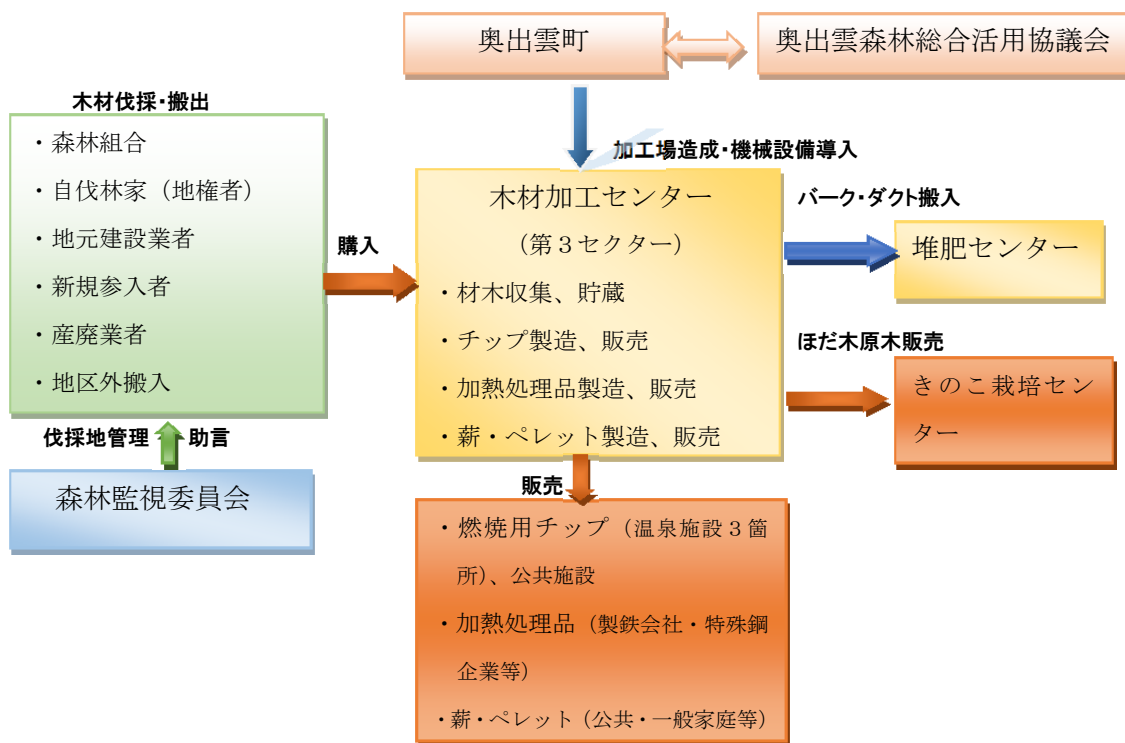 奥出雲町
奥出雲森林総合活用協議会
木材伐採・搬出
・森林組合
・自伐林家（地権者）
・地元建設業者
・新規参入者
・産廃業者
・地区外搬入
伐採地管理 助言
森林監視委員会
購入
加工場造成・機械設備導入
木材加工センター
（第３セクター）
・材木収集、貯蔵
・チップ製造、販売
・加熱処理品製造、販売
・薪・ペレット製造、販売
バーク・ダクト搬入
堆肥センター
ほだ木原木販売
きのこ栽培セン
ター
販売
・燃焼用チップ（温泉施設３箇
所）、公共施設
・加熱処理品（製鉄会社・特殊鋼
企業等）
・薪・ペレット（公共・一般家庭等）